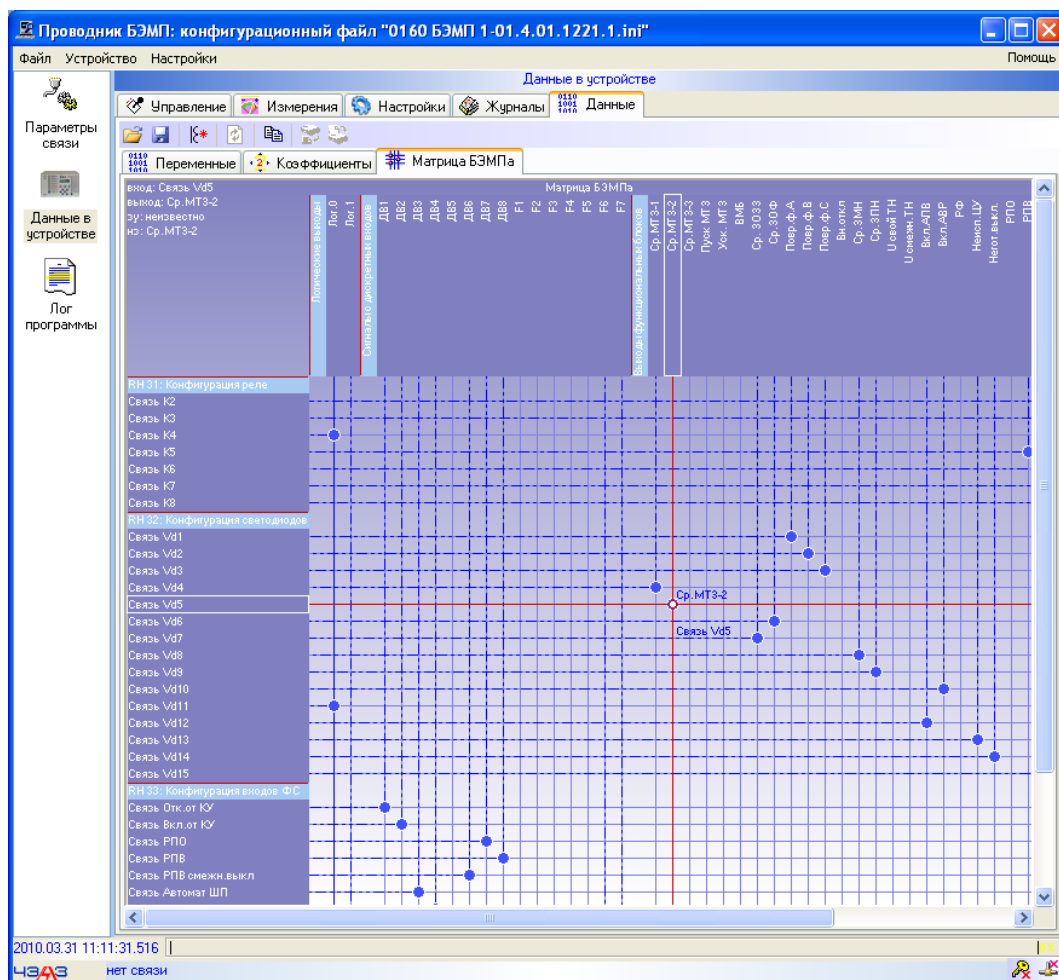 Проводник БЭМП: конфигурационный файл "0160 БЭМП 1-01.4.01.1221.1.ini"
Файл Устройство Настройки Помощь
Данные в устройстве
Параметры связи
Данные в устройстве
Лог программы
Управление Измерения Настройки Журналы Данные
Переменные Коэффициенты Матрица БЭМПа
вход: Связь Vd5
выход: Ср.МТЗ-2
зу: неизвестно
нэ: Ср.МТЗ-2
Матрица БЭМПа
Логические выходы
Лог.0
Лог.1
Сигналы с дискретных входов
ДВ1
ДВ2
ДВ3
ДВ4
ДВ5
ДВ6
ДВ7
ДВ8
F1
F2
F3
F4
F5
F6
F7
Выходы функциональных блоков
Ср.МТЗ-1
Ср.МТЗ-2
Ср.МТЗ-3
Пуск МТЗ
Уск. МТЗ
ВМБ
Ср. ЗОЗЗ
Ср.ЗОФ
Повр.ф.А
Повр.ф.В
Повр.ф.С
Вн.откл
Ср.ЗМН
Ср.ЗПН
U свой ТН
U смежн.ТН
Вкл.АПВ
Вкл.АВР
РФ
Неисп.ЦУ
Негот.выкл.
РПО
РПВ
RH 31: Конфигурация реле
Связь К2
Связь К3
Связь К4
Связь К5
Связь К6
Связь К7
Связь К8
RH 32: Конфигурация светодиодов
Связь Vd1
Связь Vd2
Связь Vd3
Связь Vd4
Связь Vd5
Связь Vd6
Связь Vd7
Связь Vd8
Связь Vd9
Связь Vd10
Связь Vd11
Связь Vd12
Связь Vd13
Связь Vd14
Связь Vd15
Ср.МТЗ-2
Связь Vd5
RH 33: Конфигурация входов ФС
Связь Отк.от КУ
Связь Вкл.от КУ
Связь РПО
Связь РПВ
Связь РПВ смежн.выкл
Связь Автомат ШП
2010.03.31 11:11:31.516
0%
ЧЭАЗ нет связи